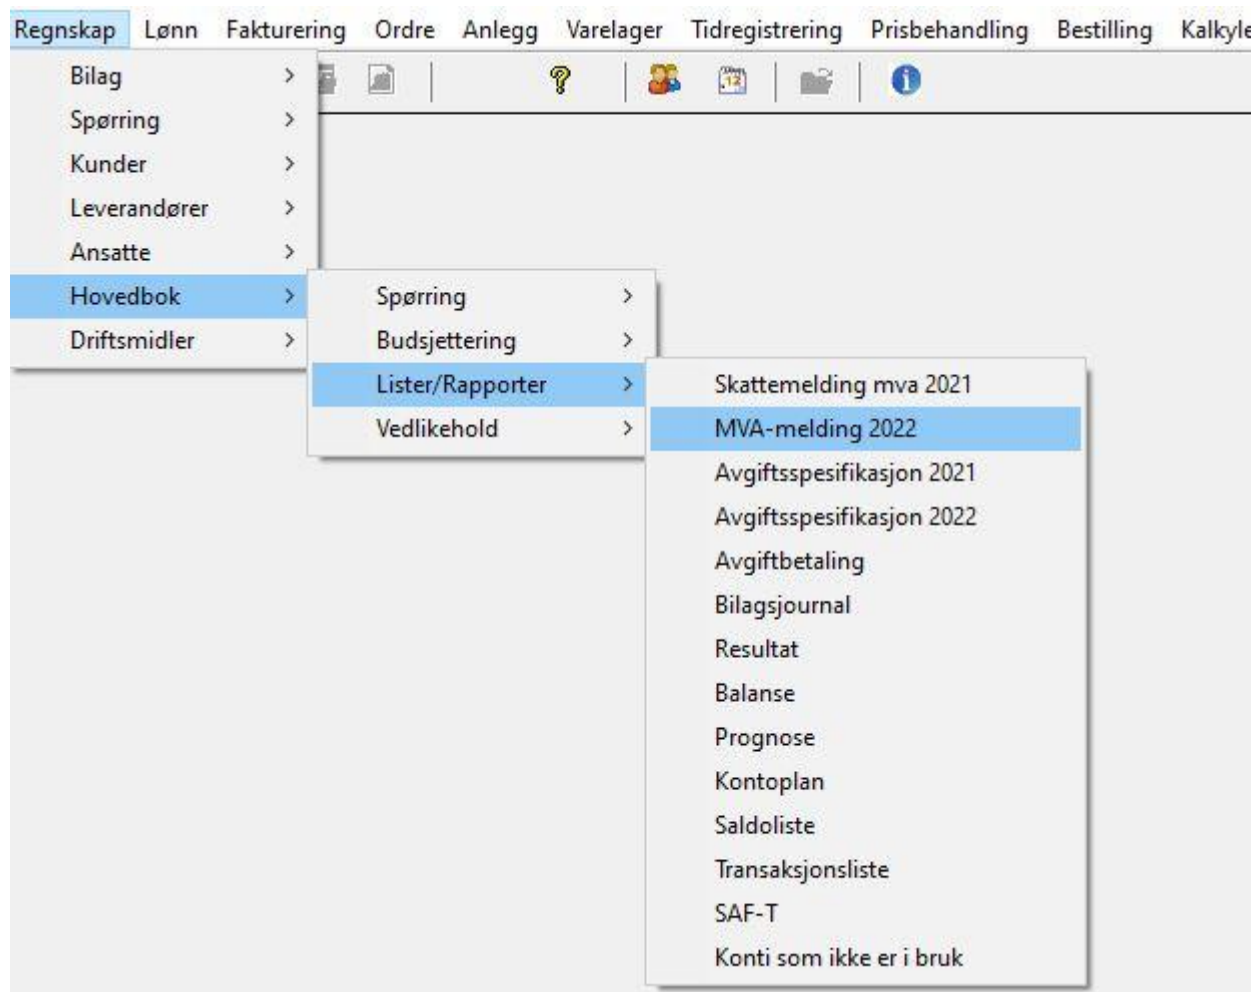 Regnskap Lønn Fakturering Ordre Anlegg Varelager Tidregistrering Prisbehandling Bestilling Kalkyle
Bilag
Spørring
Kunder
Leverandører
Ansatte
Hovedbok
Driftsmidler
Spørring
Budsjettering
Lister/Rapporter
Vedlikehold
Skattemelding mva 2021
MVA-melding 2022
Avgiftsspesifikasjon 2021
Avgiftsspesifikasjon 2022
Avgiftbetaling
Bilagsjournal
Resultat
Balanse
Prognose
Kontoplan
Saldoliste
Transaksjonsliste
SAF-T
Konti som ikke er i bruk